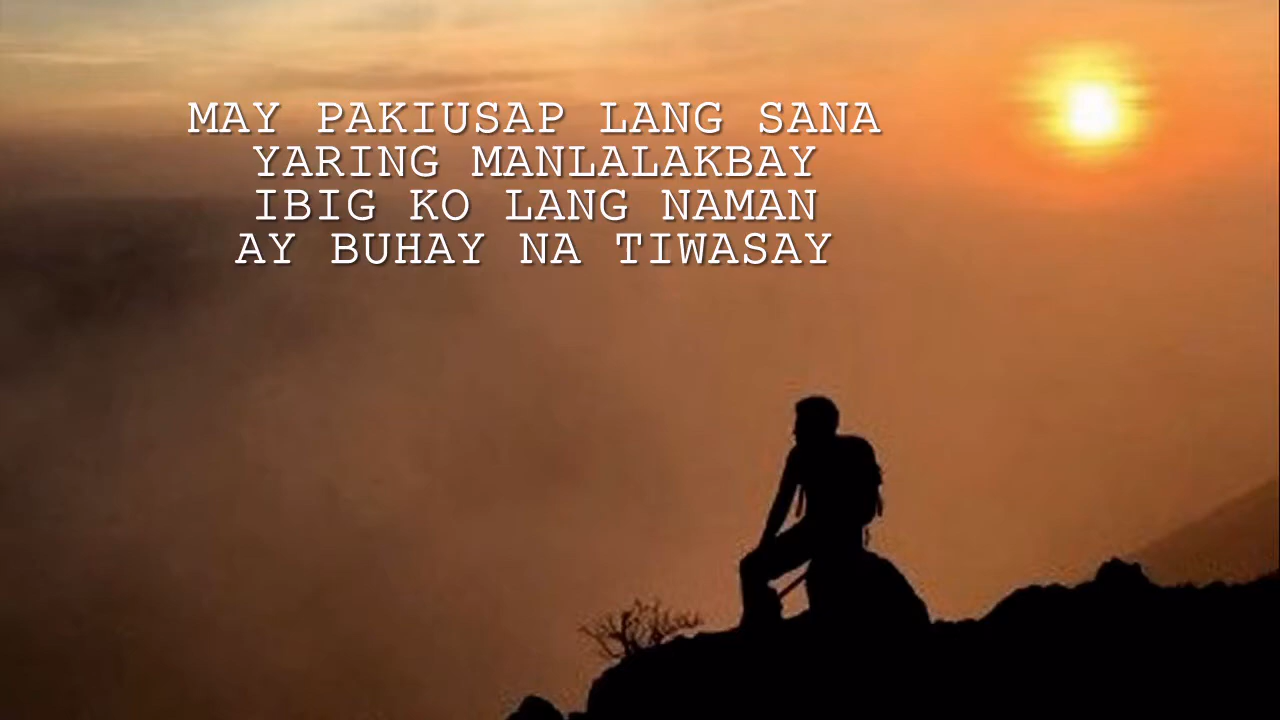 MAY PAKIUSAP LANG SANA
YARING MANLALAKBAY
IBIG KO LANG NAMAN
AY BUHAY NA TIWASAY